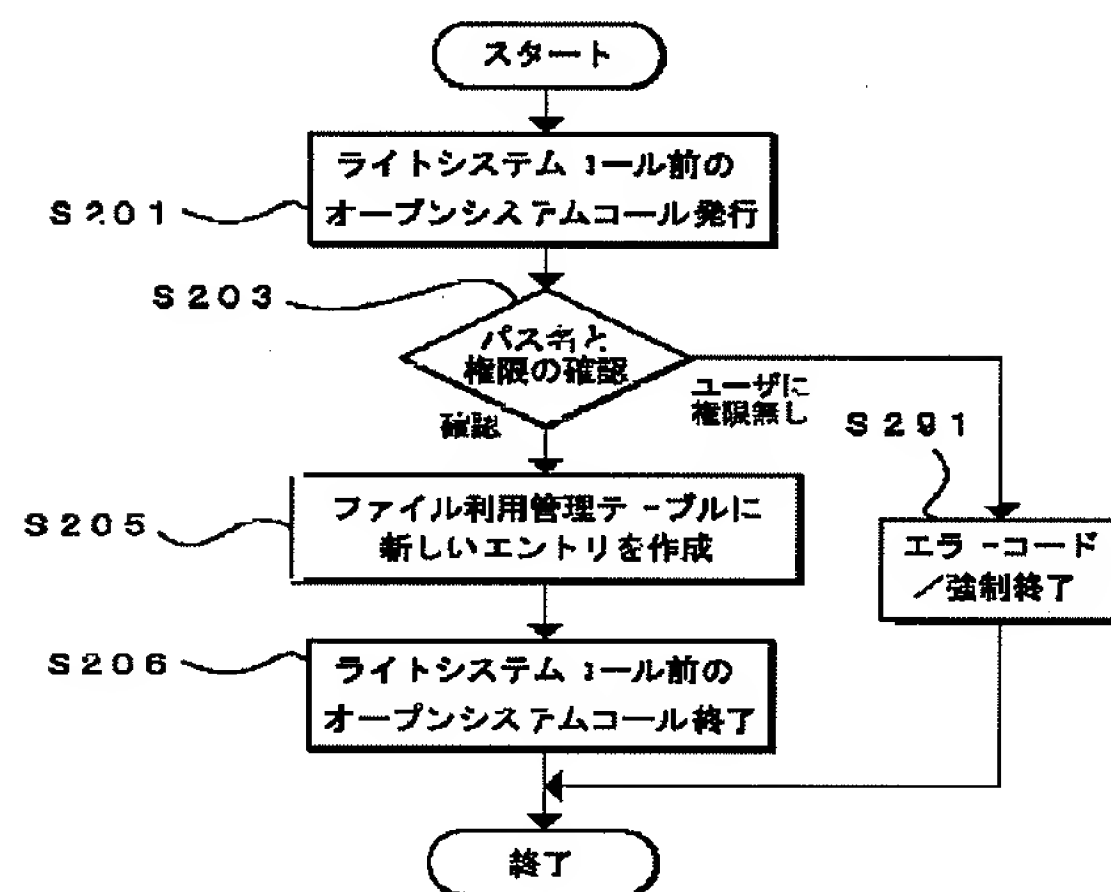 スタート
ライトシステムコール前の
オープンシステムコール発行
S201
S203
パス名と
権限の確認
ユーザに
権限無し
確認
S291
ファイル利用管理テーブルに
新しいエントリを作成
S205
エラーコード
／強制終了
ライトシステムコール前の
オープンシステムコール終了
S206
終了